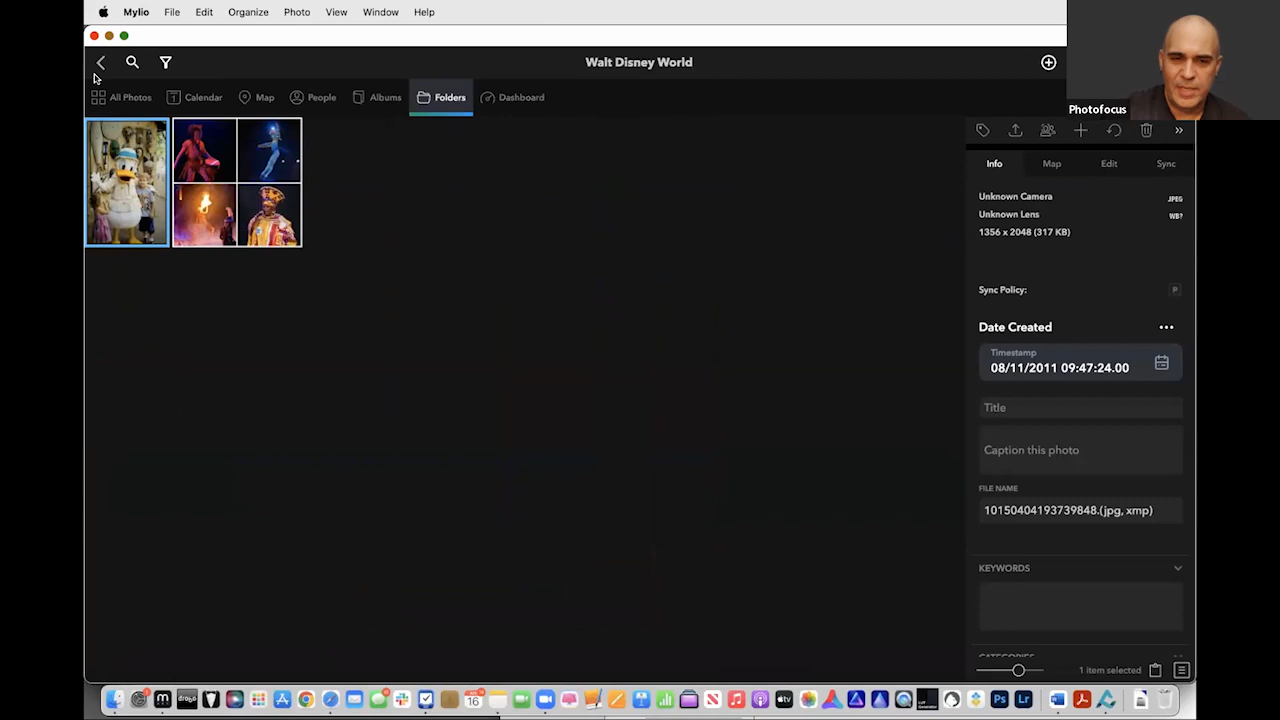 Mylio File Edit Organize Photo View Window Help
Walt Disney World
Photofocus
All Photos Calendar Map People Albums Folders Dashboard
Info Map Edit Sync
Unknown Camera JPEG
Unknown Lens WB?
1356 x 2048 (317 KB)
Sync Policy: P
Date Created
Timestamp
08/11/2011 09:47:24.00
Title
Caption this photo
FILE NAME
10150404193739848.(jpg, xmp)
KEYWORDS
1 item selected